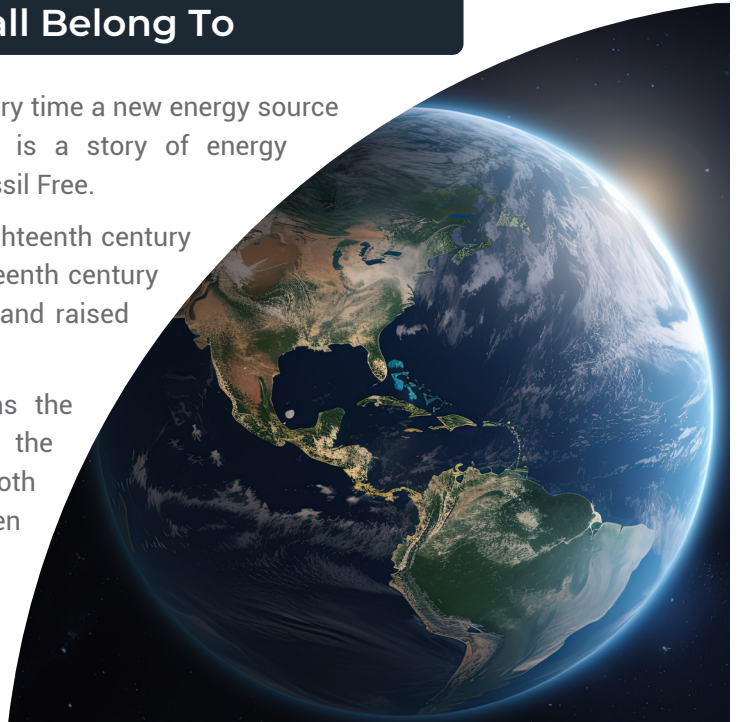 all Belong To
ry time a new energy source
is a story of energy
ssil Free.
hteenth century
eenth century
and raised
as the
the
oth
en